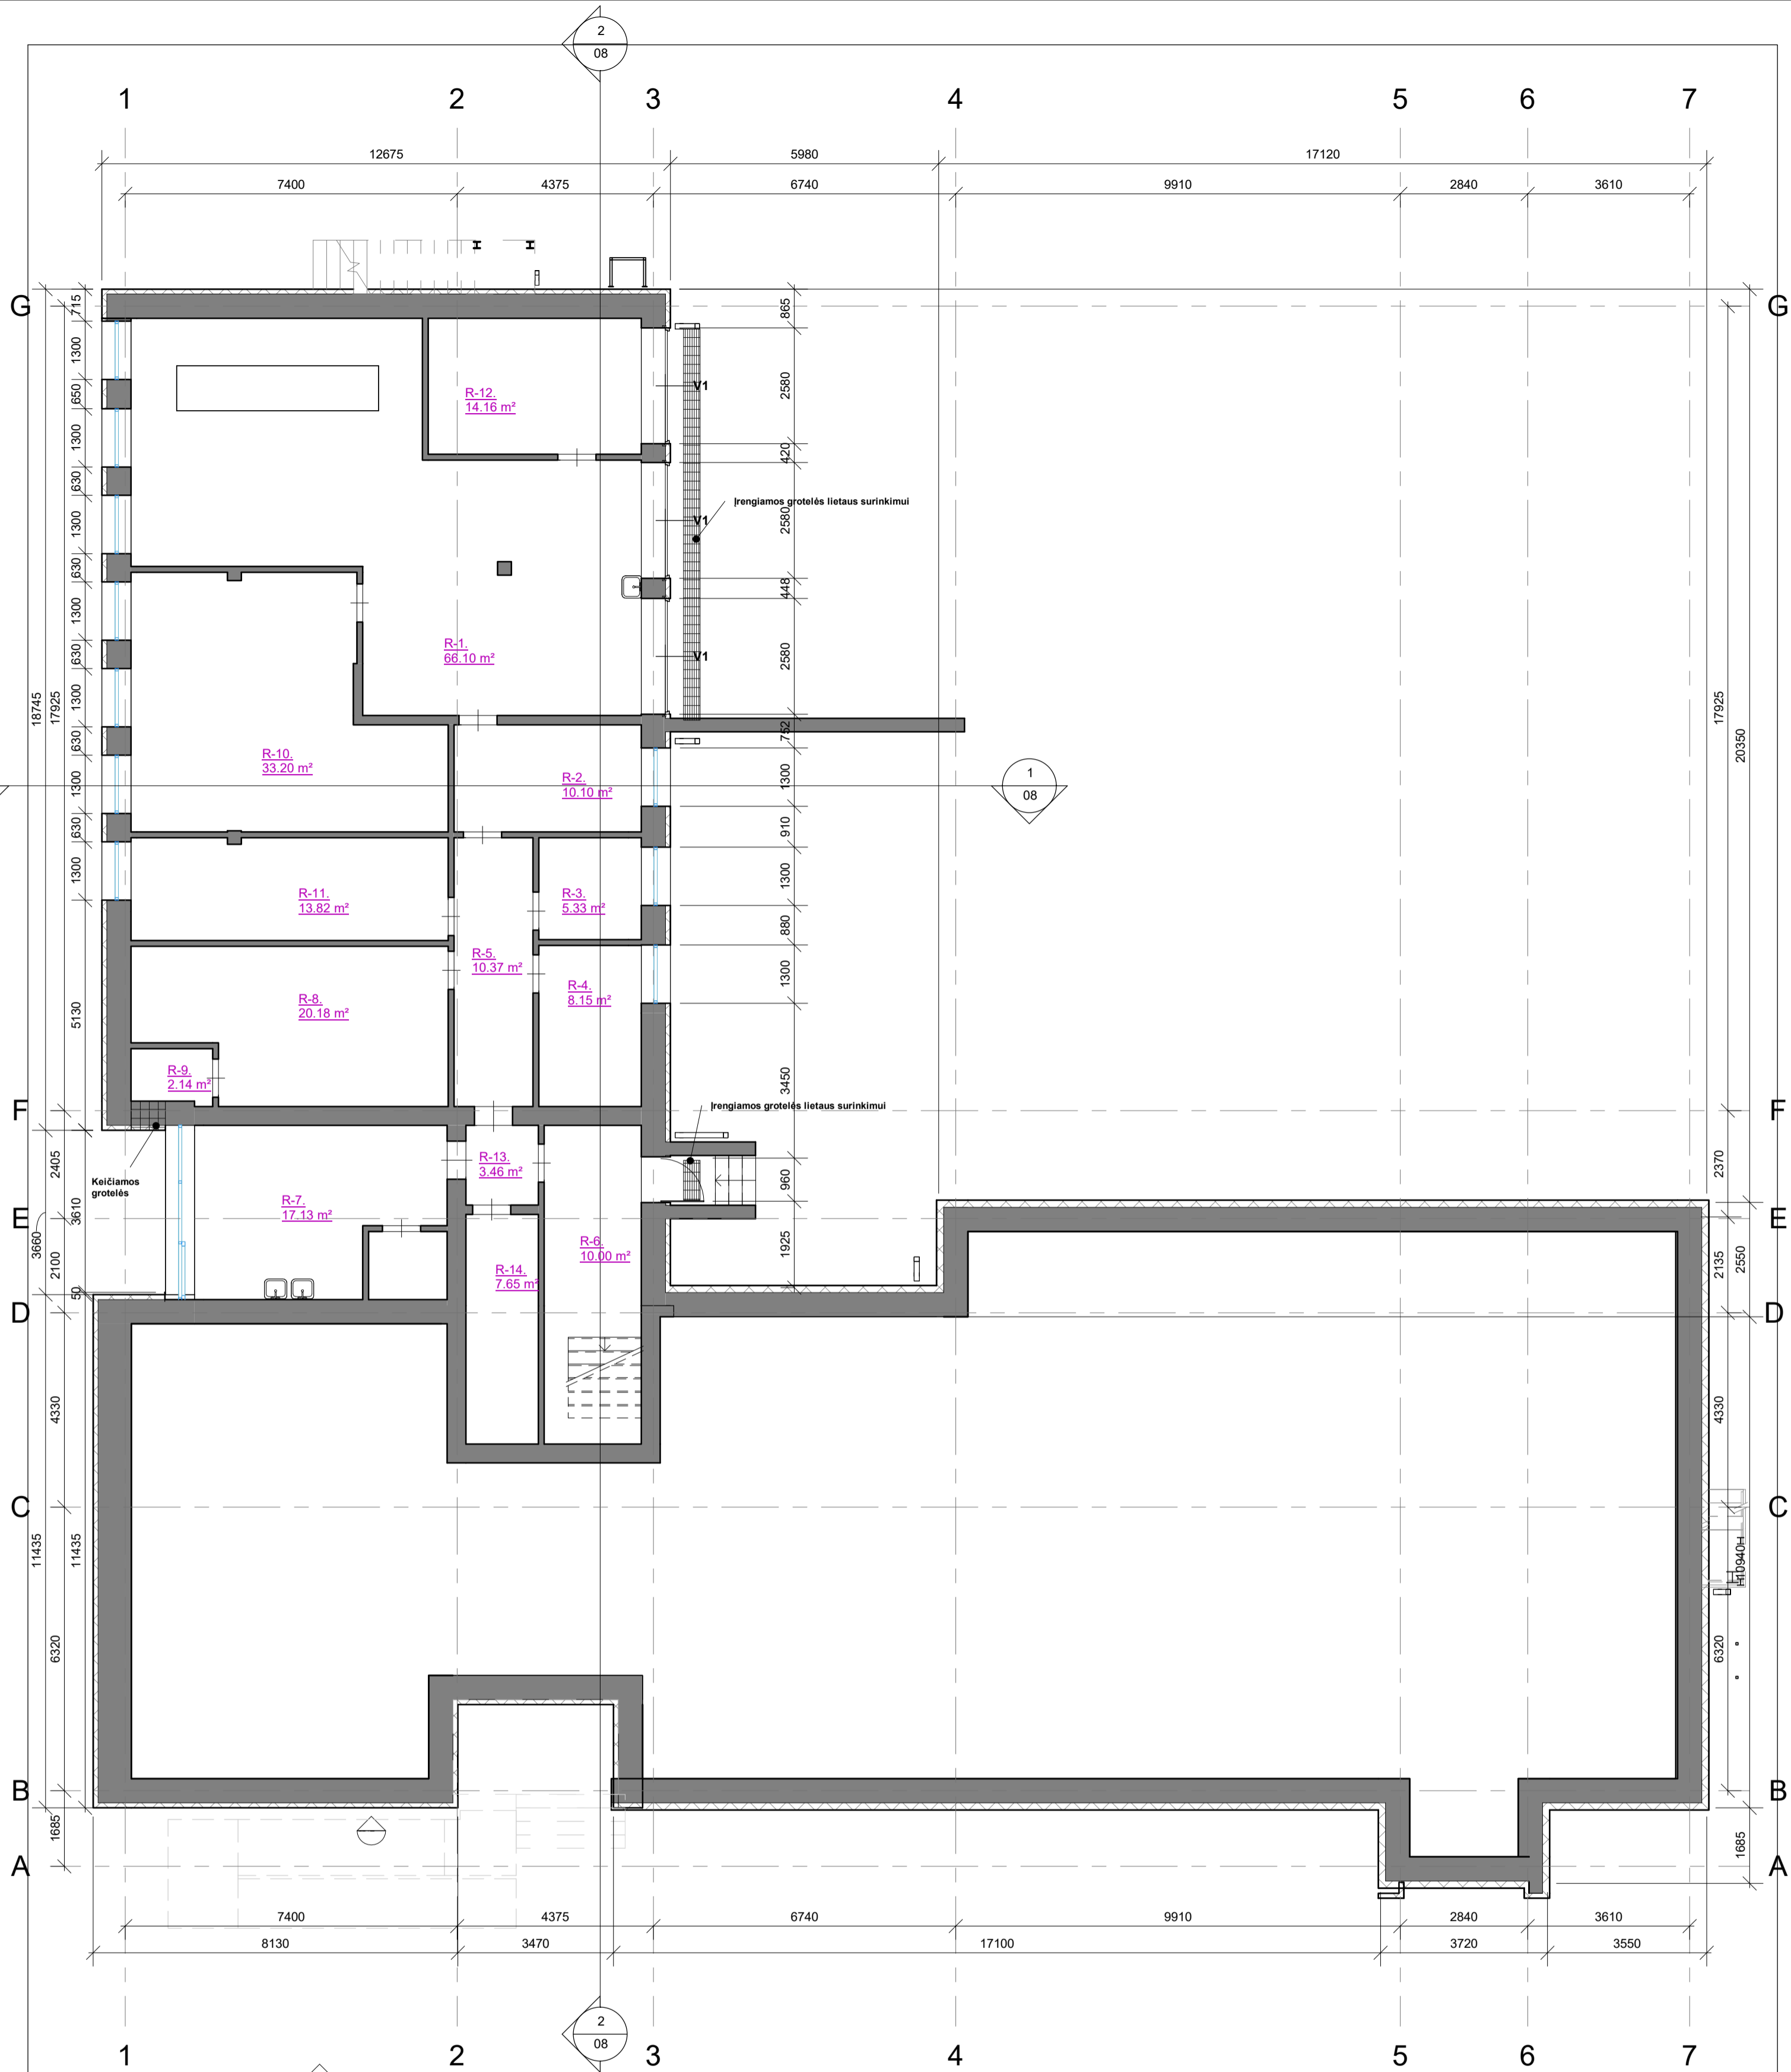 2
08
1 2 3 4 5 6 7
12675 5980 17120
7400 4375 6740 9910 2840 3610
G G
715
1300
650
1300
630
1300
630
1300
630
1300
630
1300
630
1300
5130
18745
17925
865
2580
420
2580
448
2580
752
1300
910
1300
880
1300
3450
960
1925
17925
20350
R-12.
14.16 m²
V1
Įrengiamos grotelės lietaus surinkimui
V1
R-1.
66.10 m²
V1
R-10.
33.20 m²
R-2.
10.10 m²
1
08
R-11.
13.82 m²
R-3.
5.33 m²
R-5.
10.37 m²
R-4.
8.15 m²
R-8.
20.18 m²
R-9.
2.14 m²
F F
Įrengiamos grotelės lietaus surinkimui
Keičiamos
grotelės
R-13.
3.46 m²
R-7.
17.13 m²
R-6.
10.00 m²
R-14.
7.65 m²
2405
3610
3660
2100
50
2370
2135
2550
E E
D D
4330
4330
C C
11435
11435
10940
6320
6320
B B
1685
1685
A A
7400 4375 6740 9910 2840 3610
8130 3470 17100 3720 3550
2
08
1 2 3 4 5 6 7